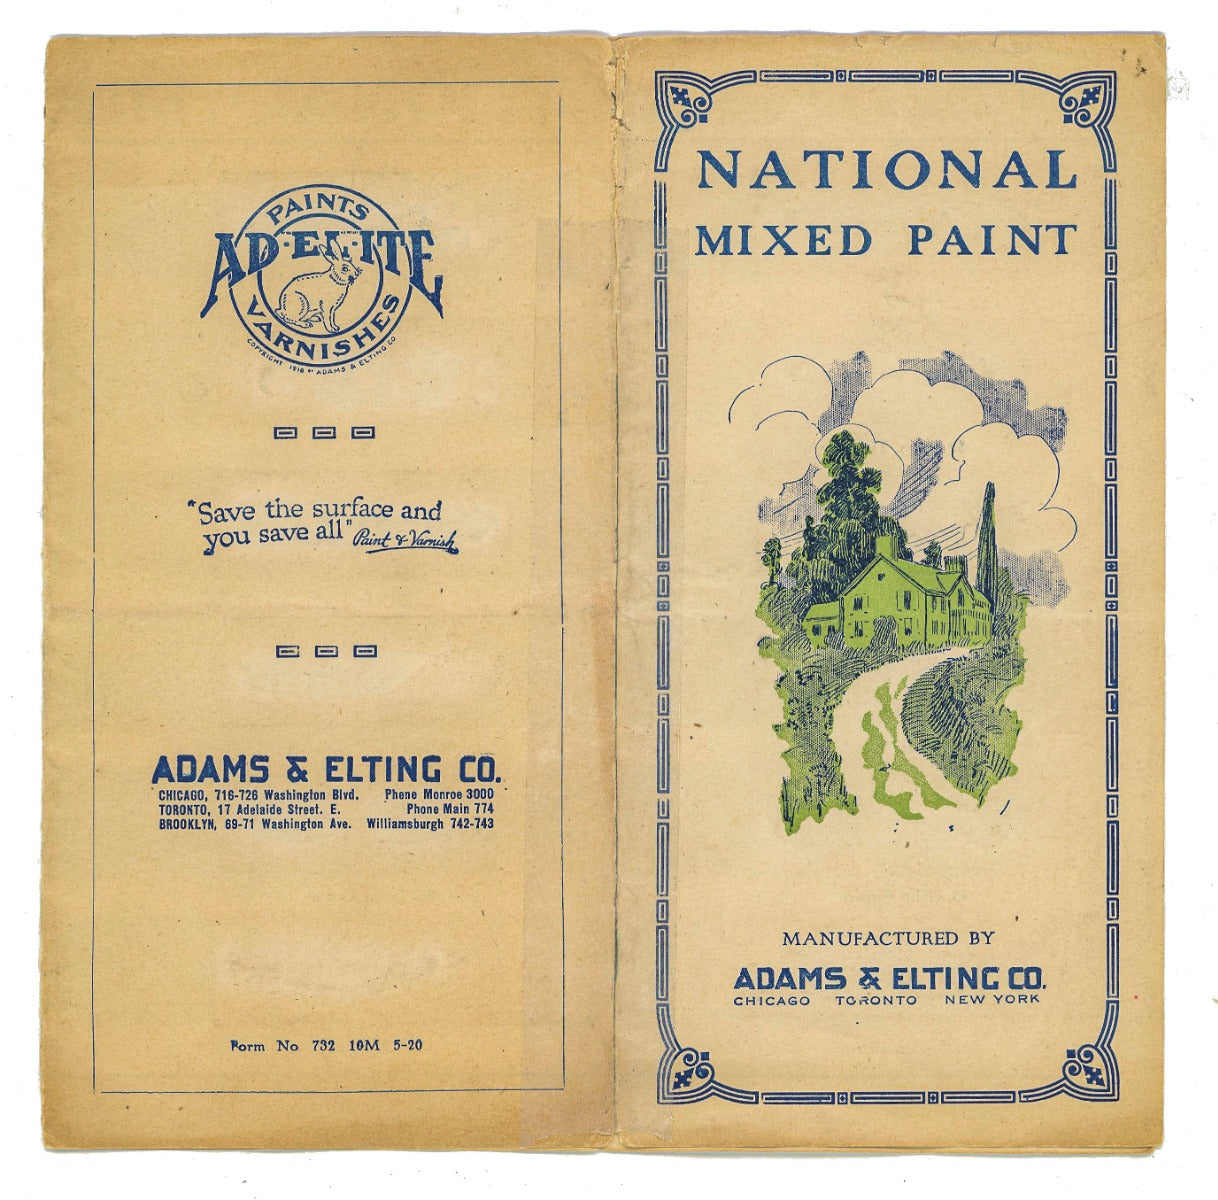 PAINTS
AD-EL-ITE
VARNISHES
COPYRIGHT 1918 BY ADAMS & ELTING CO
"Save the surface and
you save all" Paint & Varnish
ADAMS & ELTING CO.
CHICAGO, 716-726 Washington Blvd. Phene Monroe 3000
TORONTO, 17 Adelaide Street. E. Phone Main 774
BROOKLYN, 69-71 Washington Ave. Williamsburgh 742-743
Form No 732 10M 5-20
NATIONAL
MIXED PAINT
MANUFACTURED BY
ADAMS & ELTING CO.
CHICAGO TORONTO NEW YORK